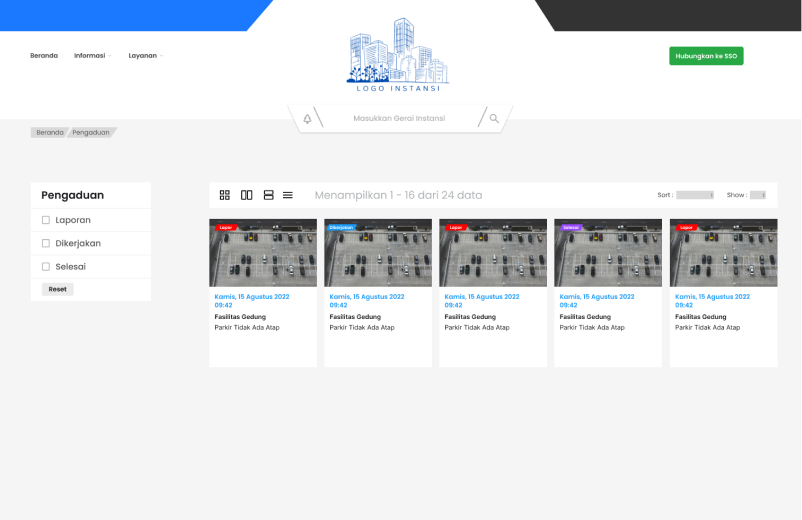 Beranda
Informasi
Layanan
LOGO INSTANSI
Hubungkan ke SSO
Masukkan Gerai Instansi
Beranda
Pengaduan
Pengaduan
Laporan
Dikerjakan
Selesai
Reset
Menampilkan 1 - 16 dari 24 data
Sort :
Show :
Lapor
Kamis, 15 Agustus 2022
09:42
Fasilitas Gedung
Parkir Tidak Ada Atap
Dikerjakan
Kamis, 15 Agustus 2022
09:42
Fasilitas Gedung
Parkir Tidak Ada Atap
Lapor
Kamis, 15 Agustus 2022
09:42
Fasilitas Gedung
Parkir Tidak Ada Atap
Selesai
Kamis, 15 Agustus 2022
09:42
Fasilitas Gedung
Parkir Tidak Ada Atap
Lapor
Kamis, 15 Agustus 2022
09:42
Fasilitas Gedung
Parkir Tidak Ada Atap